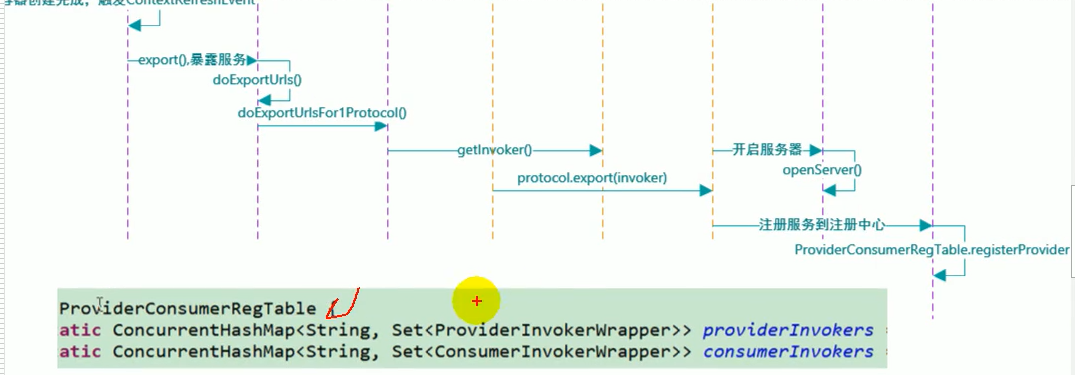 容器创建完成，触发ContextRefreshEvent
export(),暴露服务
doExportUrls()
doExportUrlsFor1Protocol()
getInvoker()
开启服务器
openServer()
protocol.export(invoker)
注册服务到注册中心
ProviderConsumerRegTable.registerProvider
ProviderConsumerRegTable {
atic ConcurrentHashMap<String, Set<ProviderInvokerWrapper>> providerInvokers =
atic ConcurrentHashMap<String, Set<ConsumerInvokerWrapper>> consumerInvokers =